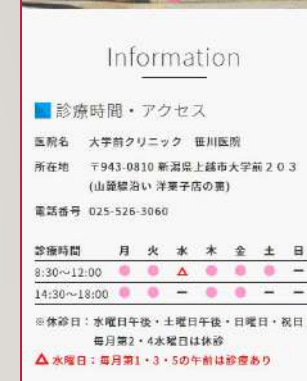 Information
診療時間・アクセス
医院名 大学前クリニック 笹川医院
所在地 〒943-0810 新潟県上越市大学前203
(山麓線沿い 洋菓子店の裏)
電話番号 025-526-3060
診療時間 月 火 水 木 金 土 日
8:30～12:00 ● ● △ ● ● ● ー
14:30～18:00 ● ● ー ● ● ー ー
※休診日：水曜日午後・土曜日午後・日曜日・祝日
毎月第2・4水曜日は休診
△ 水曜日：毎月第1・3・5の午前は診療あり